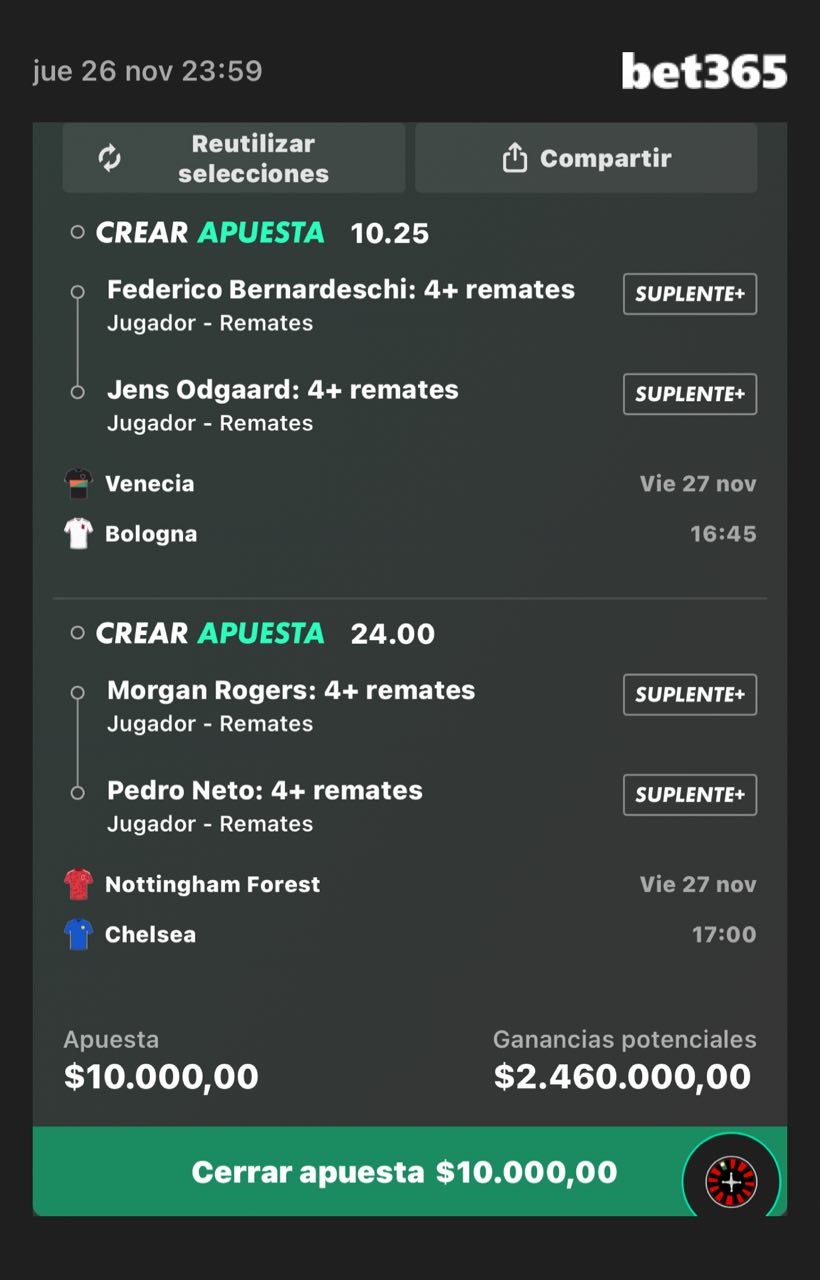 jue 26 nov 23:59
bet365
Reutilizar
selecciones
Compartir
CREAR APUESTA 10.25
Federico Bernardeschi: 4+ remates
SUPLENTE+
Jugador - Remates
Jens Odgaard: 4+ remates
SUPLENTE+
Jugador - Remates
Venecia
Vie 27 nov
Bologna
16:45
CREAR APUESTA 24.00
Morgan Rogers: 4+ remates
SUPLENTE+
Jugador - Remates
Pedro Neto: 4+ remates
SUPLENTE+
Jugador - Remates
Nottingham Forest
Vie 27 nov
Chelsea
17:00
Apuesta
Ganancias potenciales
$10.000,00
$2.460.000,00
Cerrar apuesta $10.000,00